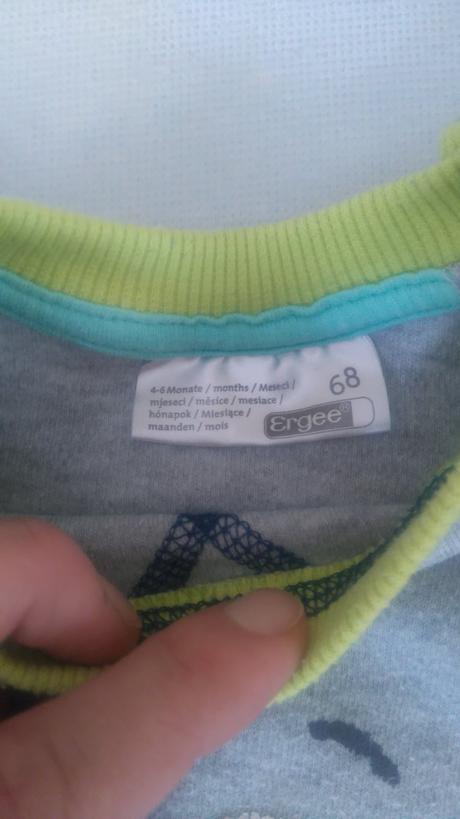 4-6 Monate / months / Meseci /
mjeseci / měsíce / mesiace /
hónapok / Miesiące /
maanden / mois
68
Ergee®